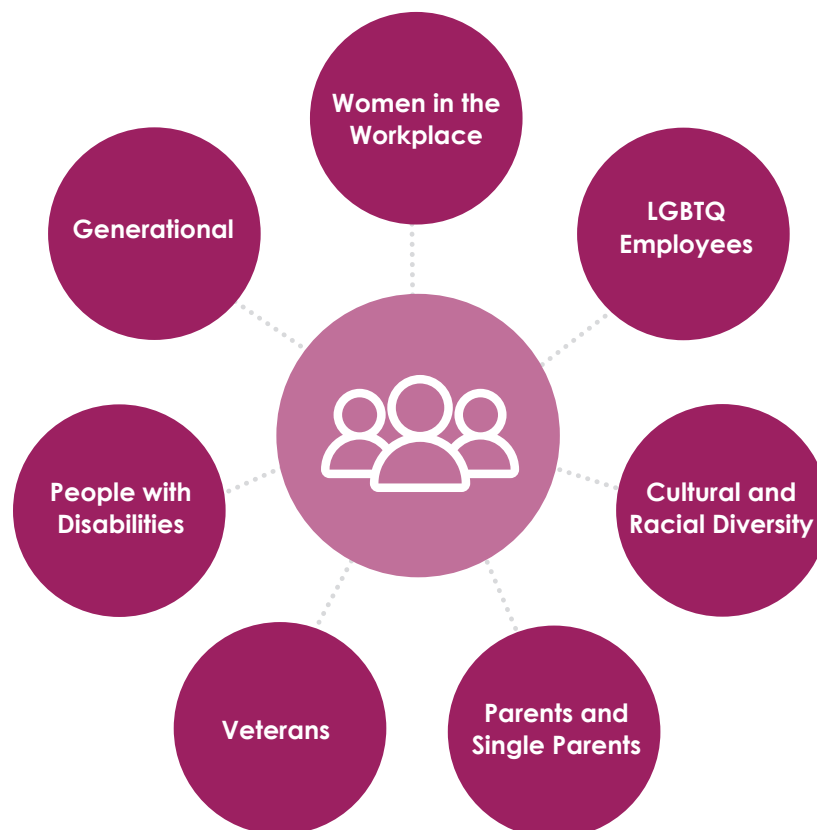 Women in the
Workplace
LGBTQ
Employees
Cultural and
Racial Diversity
Parents and
Single Parents
Veterans
People with
Disabilities
Generational